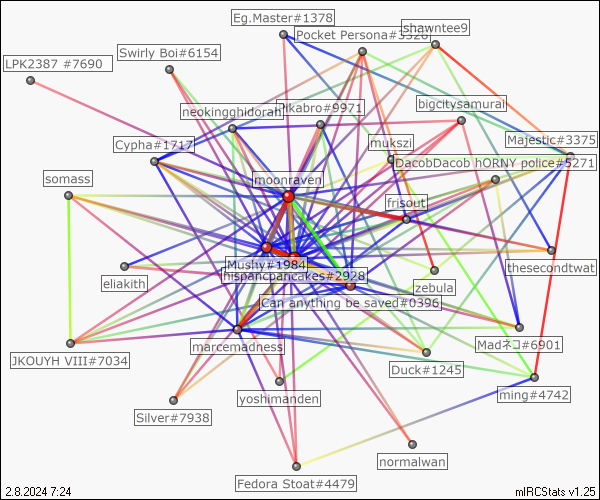 Eg.Master#1378
shawntee9
Pocket Persona#3326
Swirly Boi#6154
LPK2387 #7690
bigcitysamurai
neokingghidorah
Pikabro#9971
Cypha#1717
mukszi
Majestic#3375
DacobDacob hORNY police#5271
somass
moonraven
frisout
Mushy#1984
thesecondtwat
hispancpancakes#2928
eliakith
zebula
Can anything be saved#0396
marcemadness
Madネコ#6901
JKOUYH VIII#7034
Duck#1245
yoshimanden
ming#4742
Silver#7938
normalwan
Fedora Stoat#4479
2.8.2024 7:24
mIRCStats v1.25